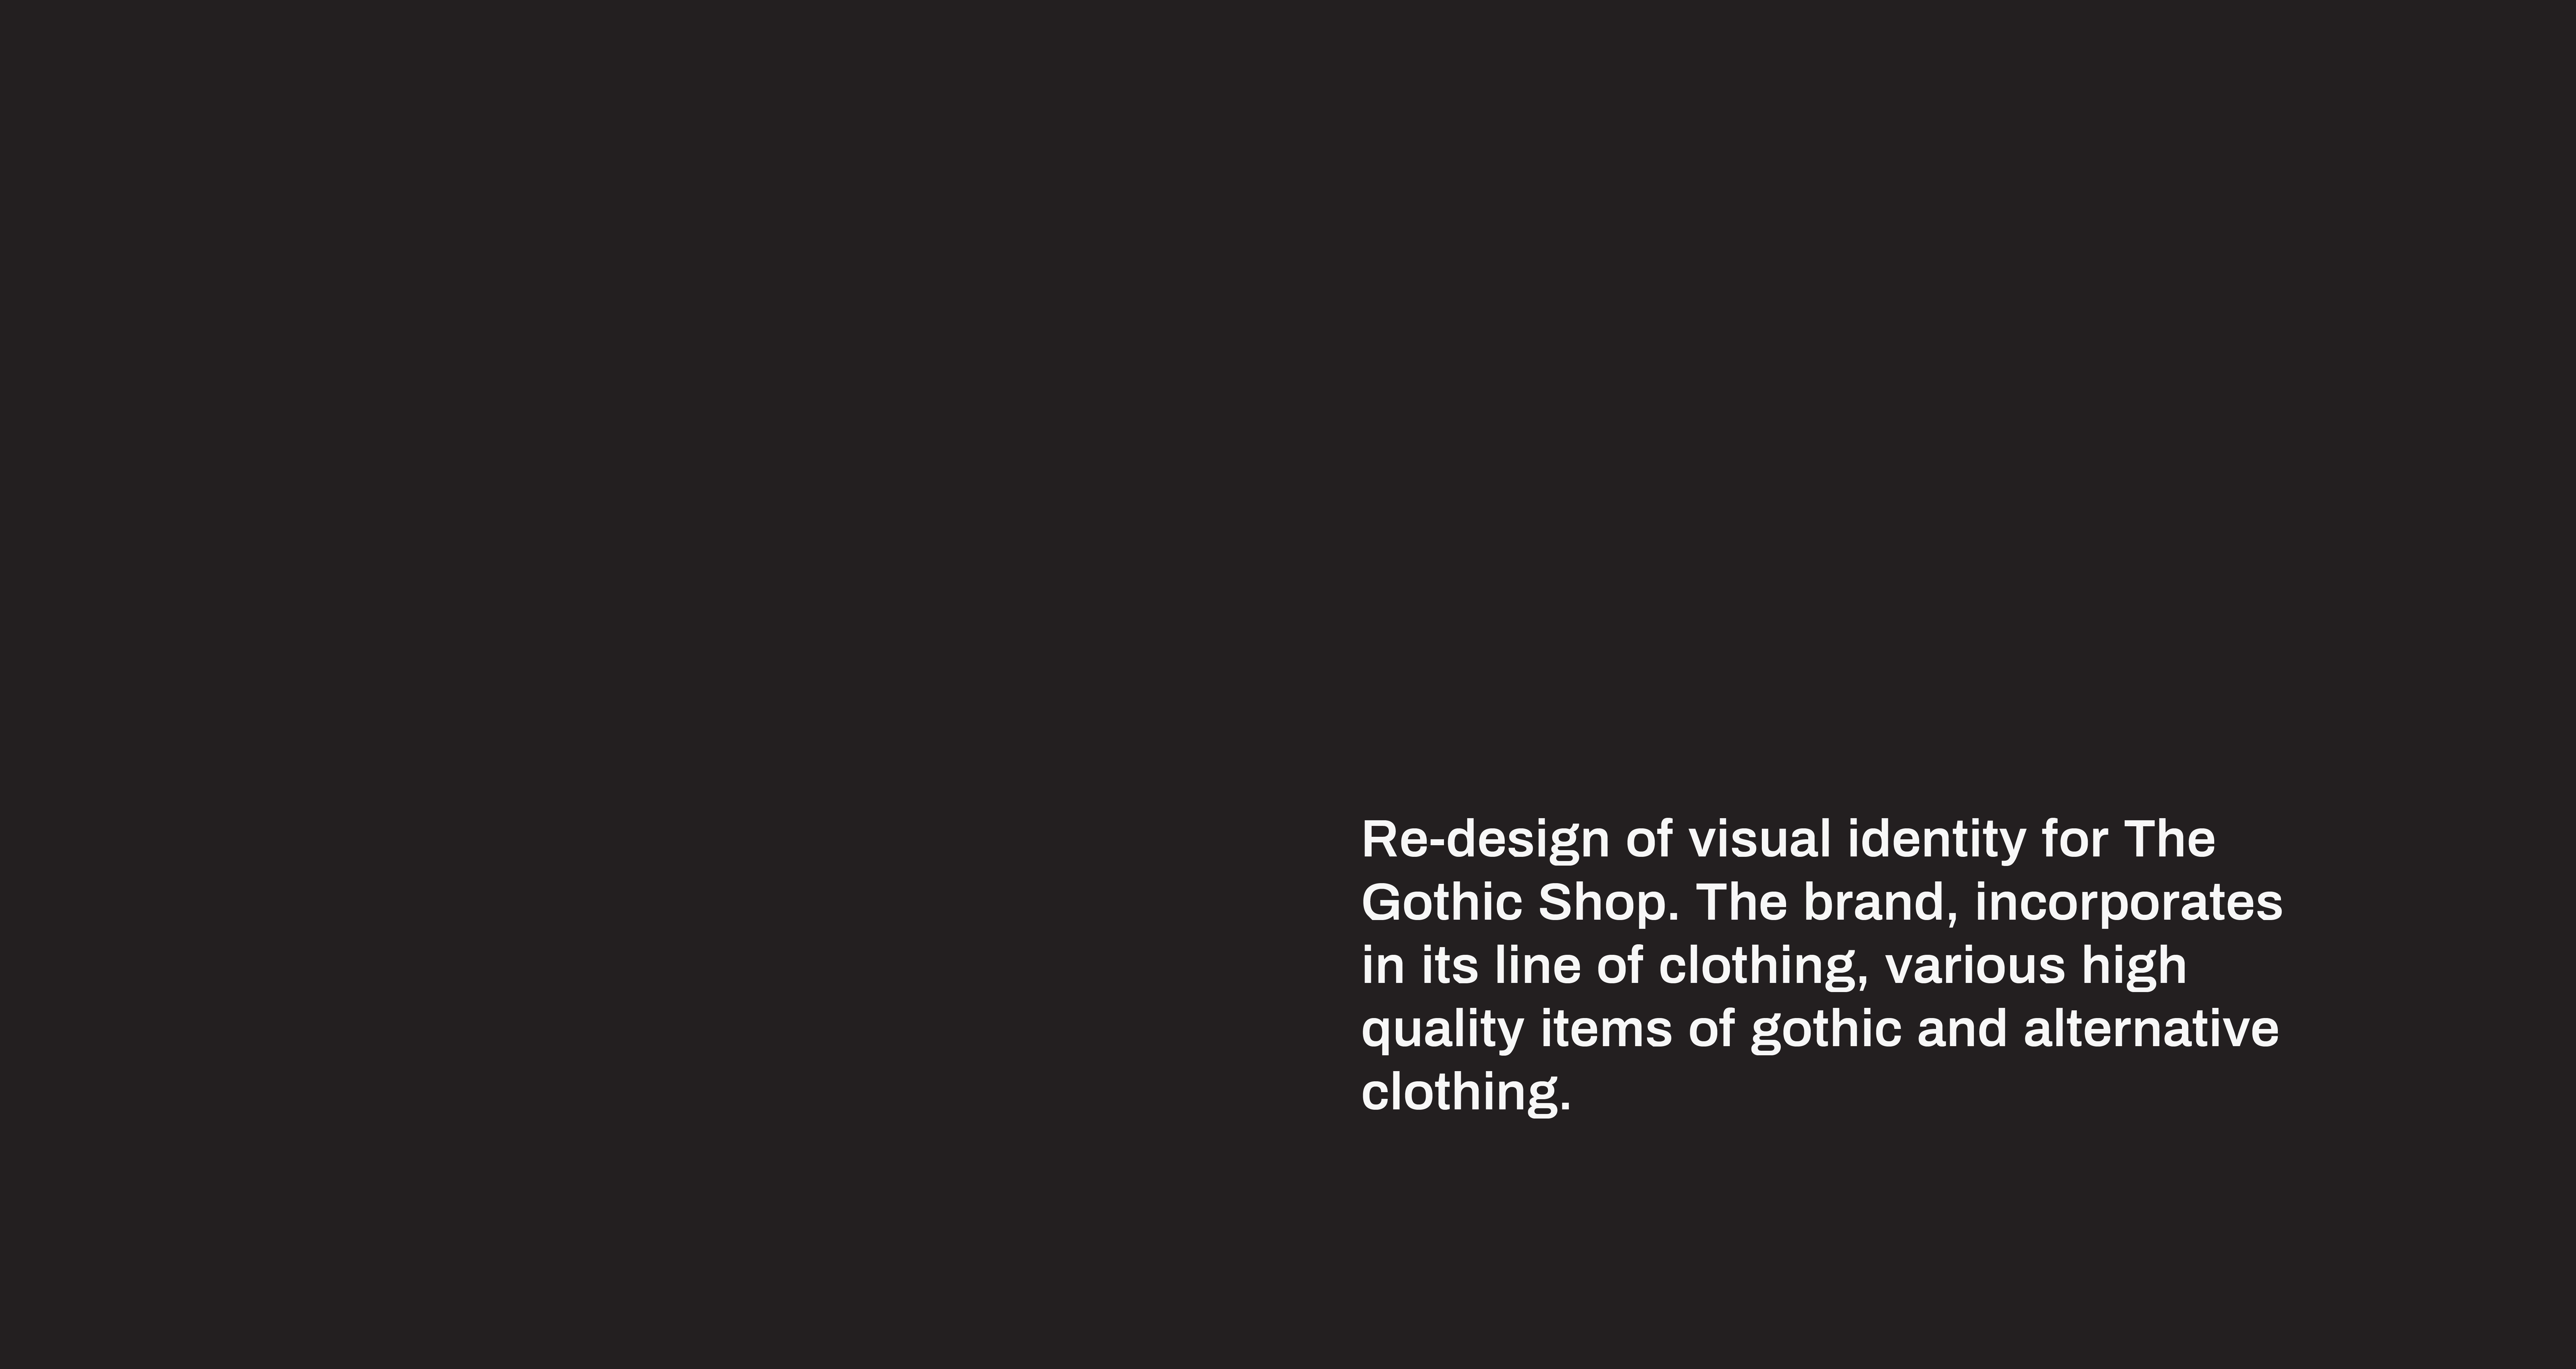 Re-design of visual identity for The
Gothic Shop. The brand, incorporates
in its line of clothing, various high
quality items of gothic and alternative
clothing.